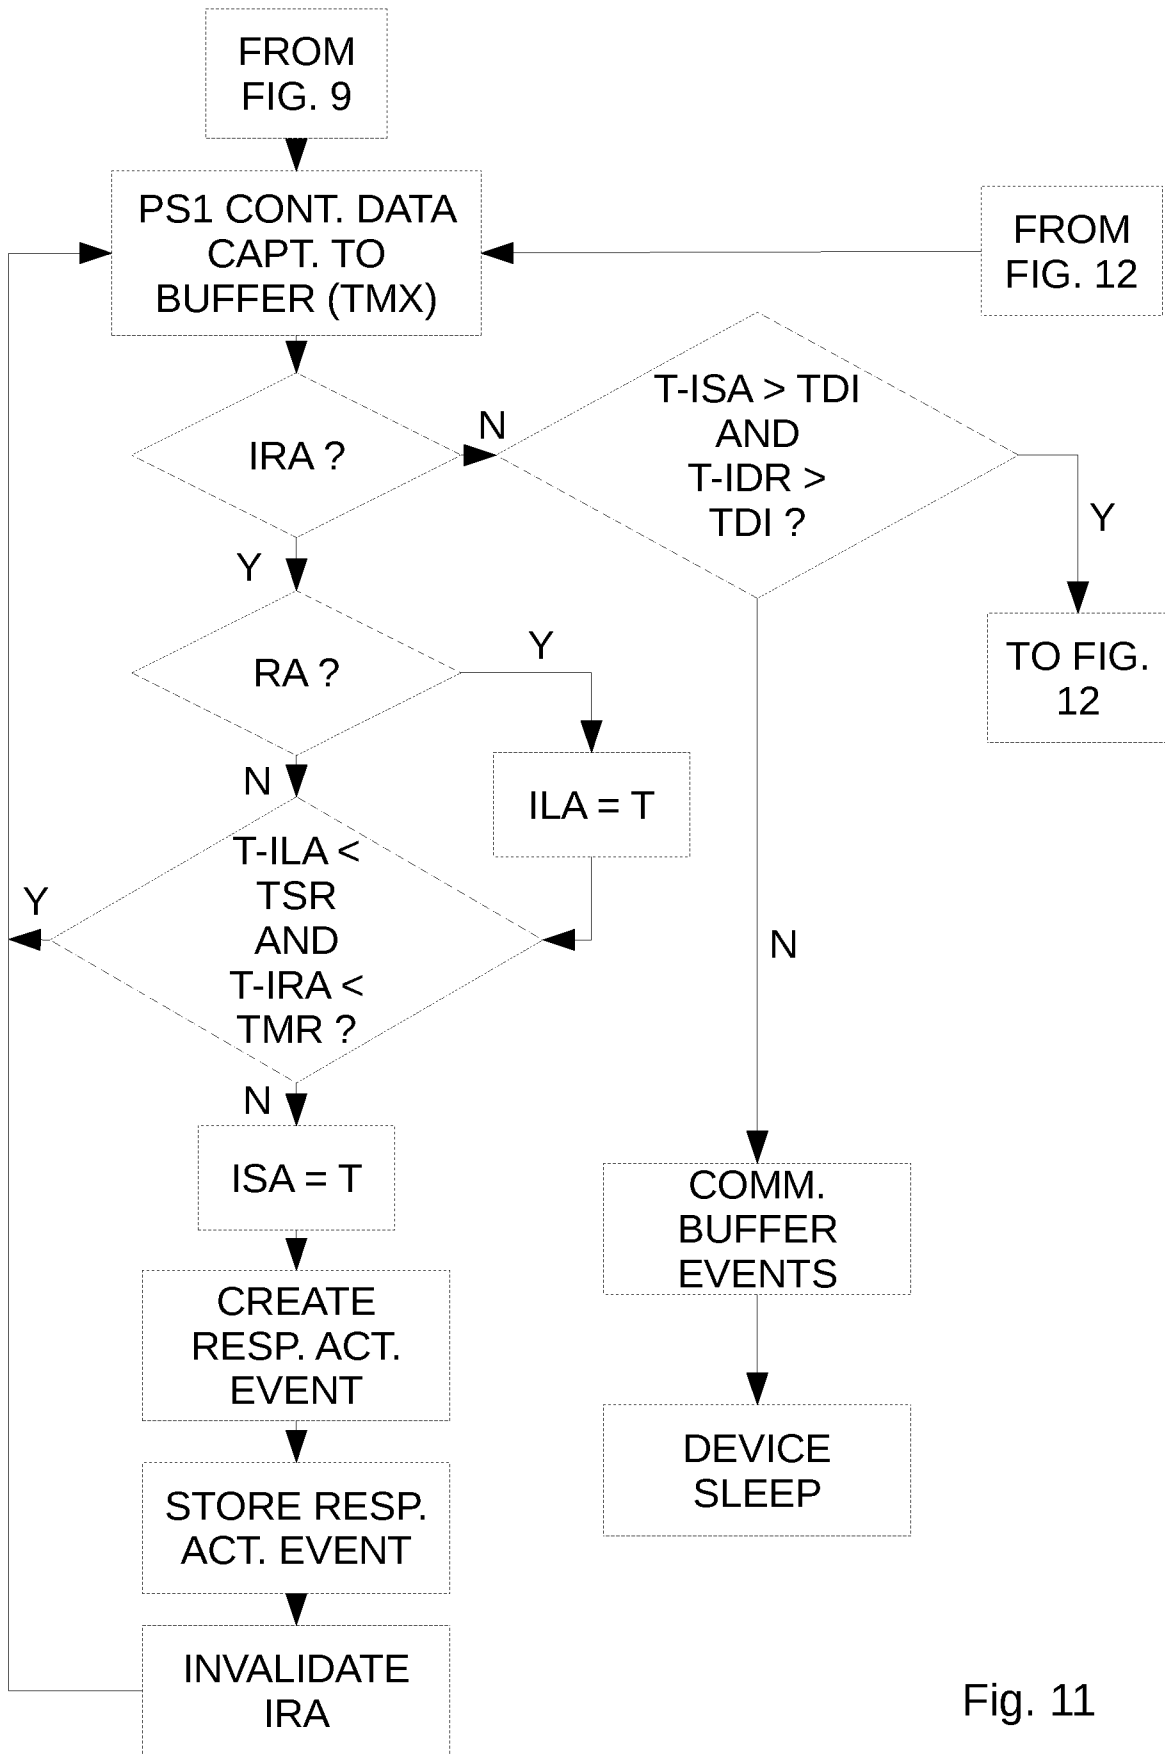 FROM
FIG. 9
PS1 CONT. DATA
CAPT. TO
BUFFER (TMX)
FROM
FIG. 12
IRA ?
N
T-ISA > TDI
AND
T-IDR >
TDI ?
Y
Y
TO FIG.
12
RA ?
Y
N
ILA = T
T-ILA <
TSR
AND
T-IRA <
TMR ?
Y
N
N
ISA = T
COMM.
BUFFER
EVENTS
CREATE
RESP. ACT.
EVENT
DEVICE
SLEEP
STORE RESP.
ACT. EVENT
INVALIDATE
IRA
Fig. 11